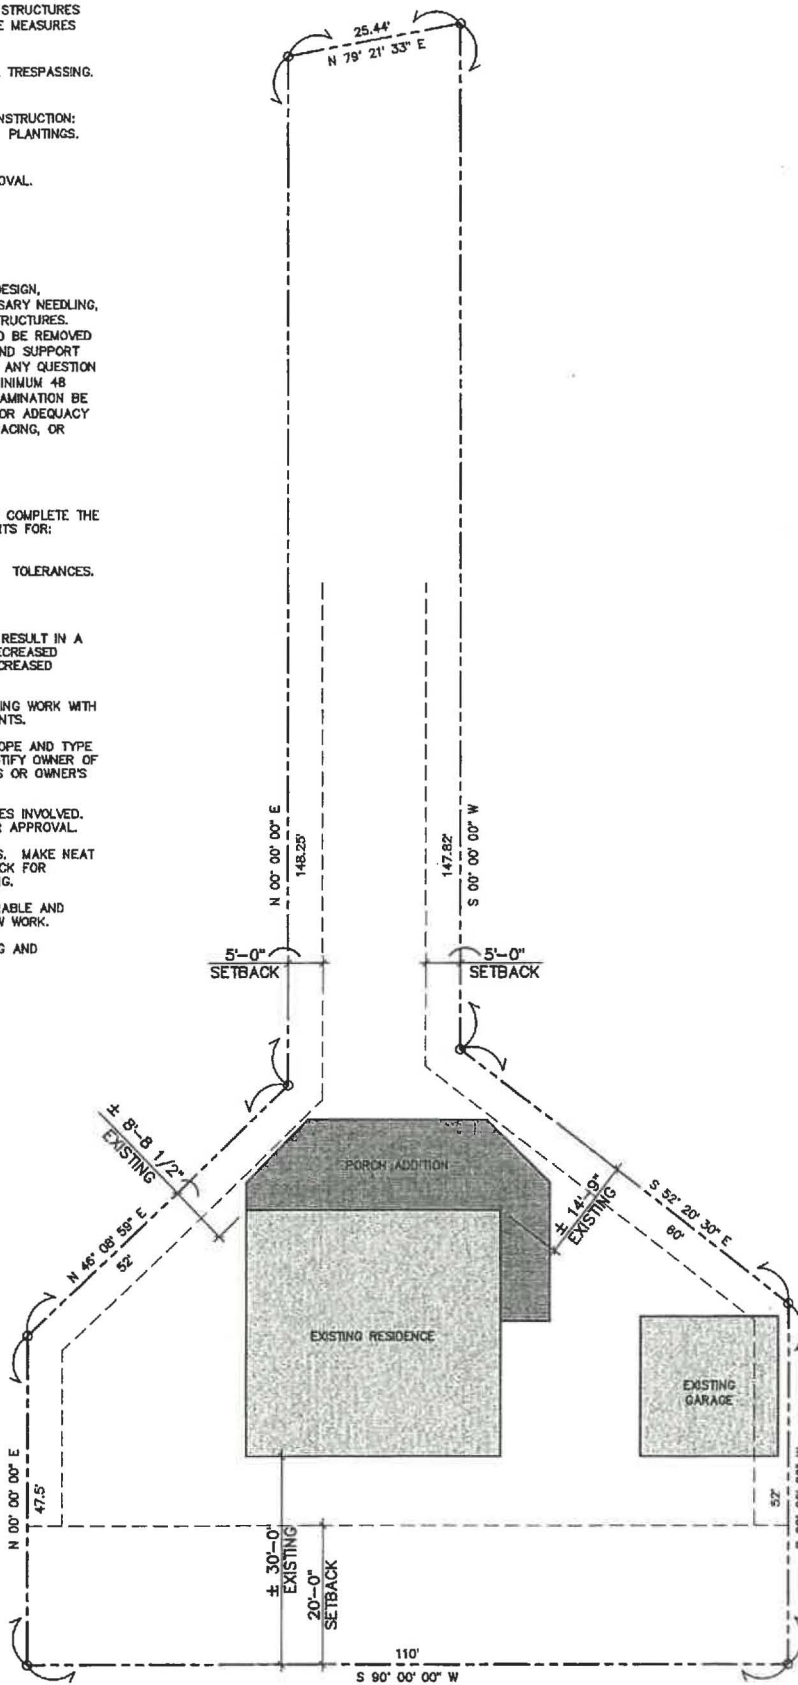 STRUCTURES
E MEASURES
TRESPASSING.
NSTRUCTION:
PLANTINGS.
OVAL.
DESIGN,
SARY NEEDLING,
RUCTURES.
O BE REMOVED
ND SUPPORT
ANY QUESTION
INIMUM 48
AMINATION BE
OR ADEQUACY
ACING, OR
COMPLETE THE
TS FOR:
TOLERANCES.
RESULT IN A
ECREASED
CREASED
ING WORK WITH
NTS.
OPE AND TYPE
TIFY OWNER OF
S OR OWNER'S
ES INVOLVED.
R APPROVAL.
S. MAKE NEAT
CK FOR
G.
ABLE AND
W WORK.
G AND
25.44'
N 79' 21' 33" E
N 00' 00' 00" E
148.25'
147.82'
S 00' 00' 00" W
5'-0"
SETBACK
5'-0"
SETBACK
± 8'-8 1/2"
EXISTING
N 46' 08' 59" E
52'
PORCH ADDITION
± 14'-9"
EXISTING
S 52' 20' 30" E
60'
EXISTING RESIDENCE
EXISTING
GARAGE
N 00' 00' 00" E
47.5'
52'
± 30'-0"
EXISTING
20'-0"
SETBACK
110'
S 90' 00' 00" W